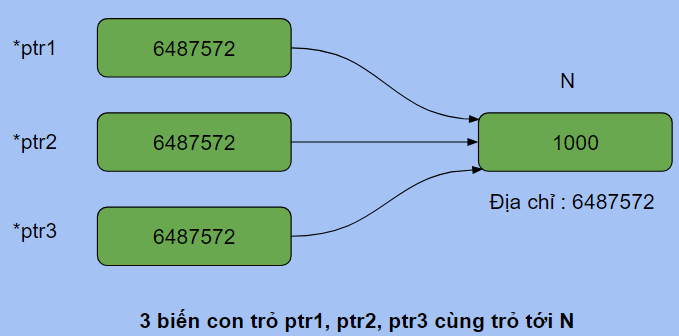 *ptr1
6487572
N
*ptr2
6487572
1000
Địa chỉ : 6487572
*ptr3
6487572
3 biến con trỏ ptr1, ptr2, ptr3 cùng trỏ tới N